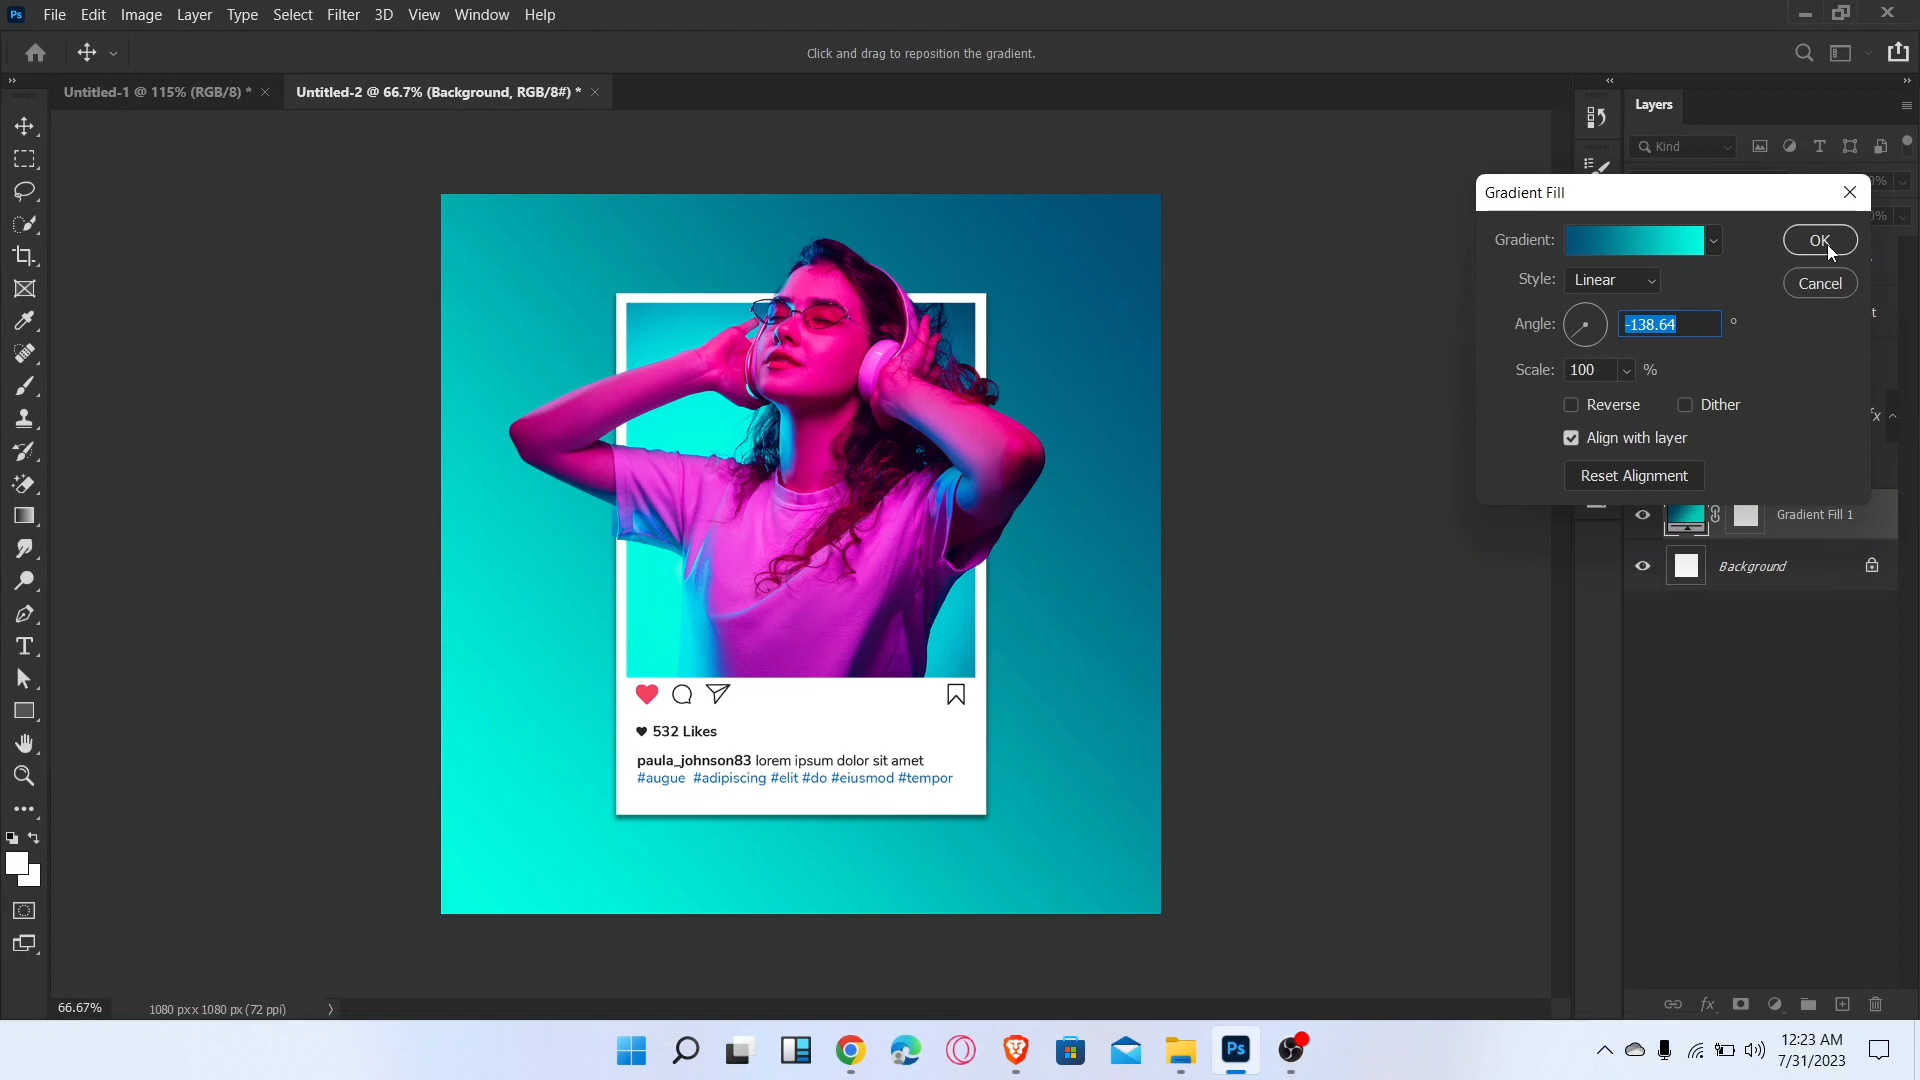 Ps File Edit Image Layer Type Select Filter 3D View Window Help
Click and drag to reposition the gradient.
Untitled-1 @ 115% (RGB/8) * Untitled-2 @ 66.7% (Background, RGB/8#) *
Layers
Kind
Gradient Fill
Gradient: OK
Style: Linear
Cancel
Angle: -138.64 °
Scale: 100 %
Reverse Dither
Align with layer
Reset Alignment
Gradient Fill 1
Background
532 Likes
paula_johnson83 lorem ipsum dolor sit amet
#augue #adipiscing #elit #do #eiusmod #tempor
66.67% 1080 px x 1080 px (72 ppi)
Ps
12:23 AM
7/31/2023